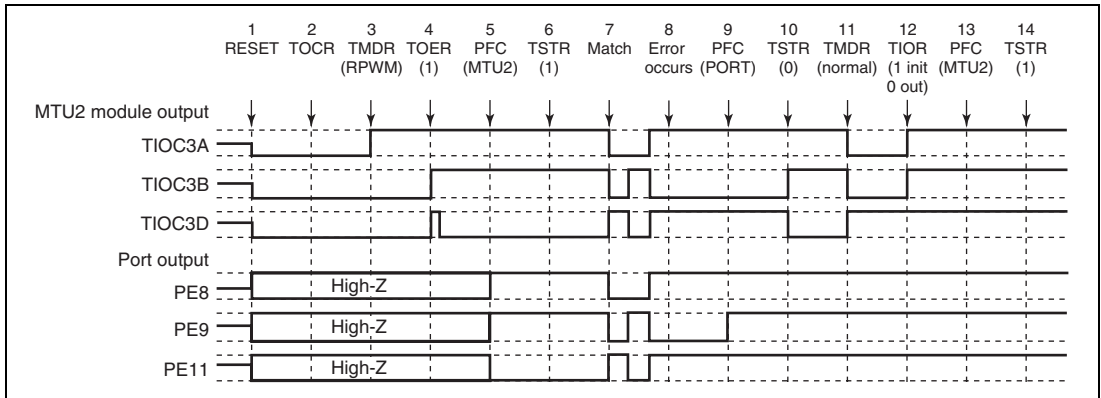 1 2 3 4 5 6 7 8 9 10 11 12 13 14
RESET TOCR TMDR TOER PFC TSTR Match Error PFC TSTR TMDR TIOR PFC TSTR
(RPWM) (1) (MTU2) (1) occurs (PORT) (0) (normal) (1 init (MTU2) (1)
0 out)
MTU2 module output
TIOC3A
TIOC3B
TIOC3D
Port output
PE8 High-Z
PE9 High-Z
PE11 High-Z